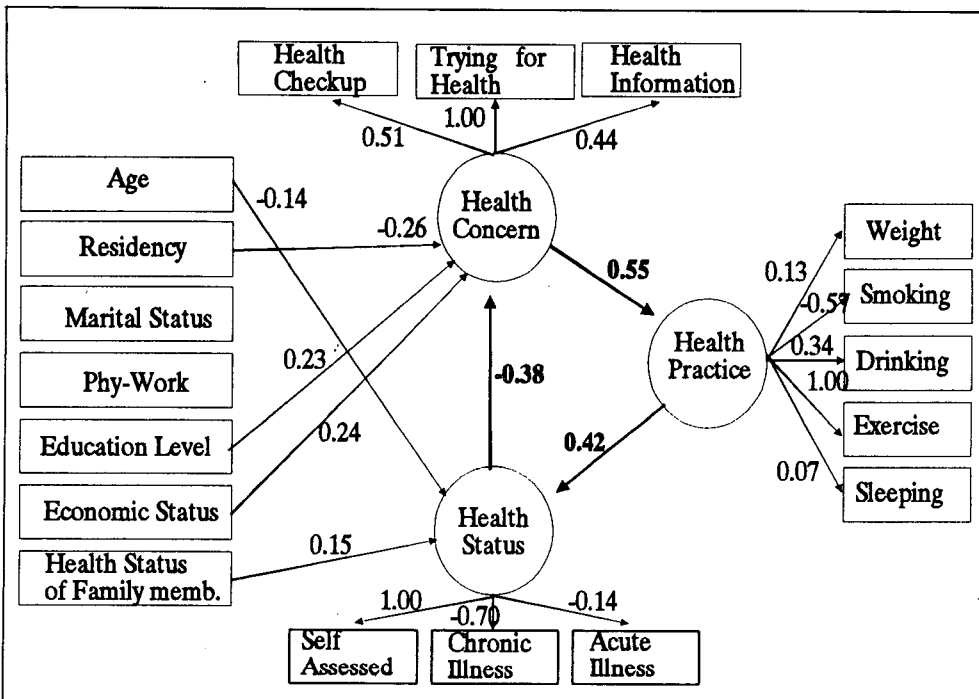 Health
Checkup
Trying for
Health
Health
Information
0.51
1.00
0.44
Age
Residency
Marital Status
Phy-Work
Education Level
Economic Status
Health Status
of Family memb.
-0.14
-0.26
0.23
0.24
0.15
Health
Concern
0.55
-0.38
0.42
Health
Practice
Health
Status
0.13
-0.57
0.34
1.00
0.07
Weight
Smoking
Drinking
Exercise
Sleeping
1.00
-0.70
-0.14
Self
Assessed
Chronic
Illness
Acute
Illness